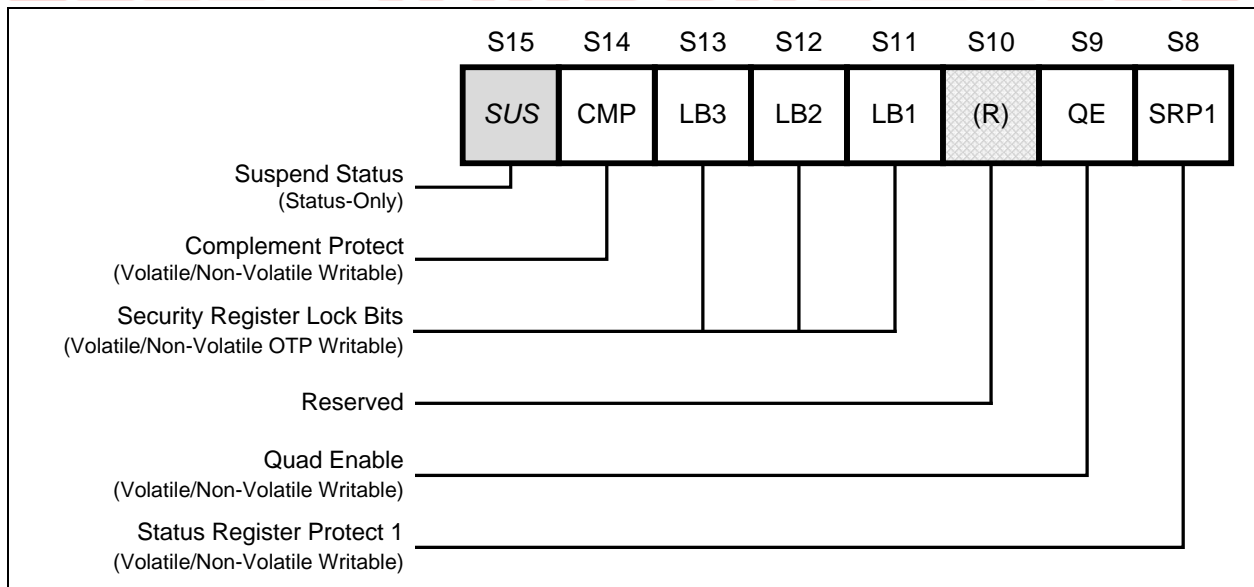 S15 S14 S13 S12 S11 S10 S9 S8
SUS CMP LB3 LB2 LB1 (R) QE SRP1
Suspend Status
(Status-Only)
Complement Protect
(Volatile/Non-Volatile Writable)
Security Register Lock Bits
(Volatile/Non-Volatile OTP Writable)
Reserved
Quad Enable
(Volatile/Non-Volatile Writable)
Status Register Protect 1
(Volatile/Non-Volatile Writable)